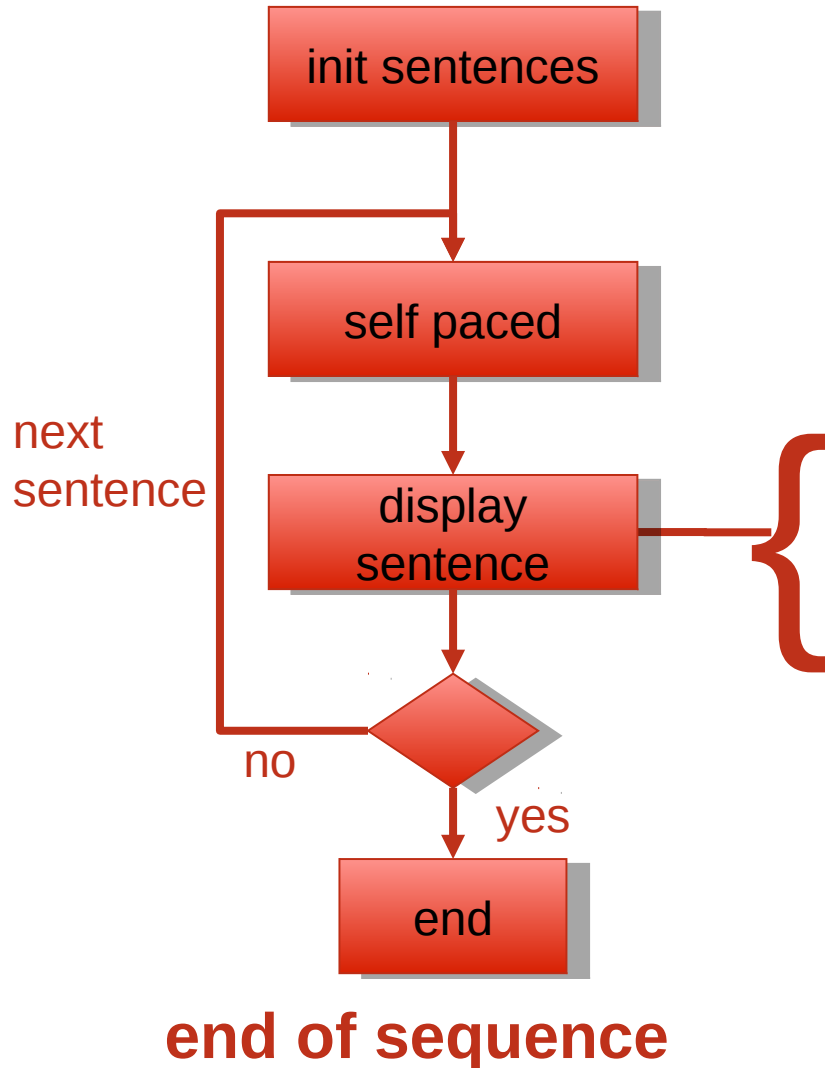 init sentences
self paced
next
sentence
display
sentence
{
no
yes
end
end of sequence